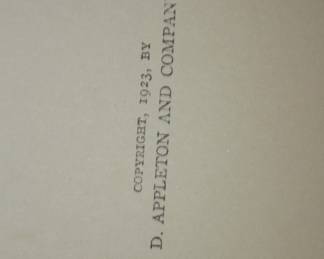 COPYRIGHT, 1923, BY
D. APPLETON AND COMPAN